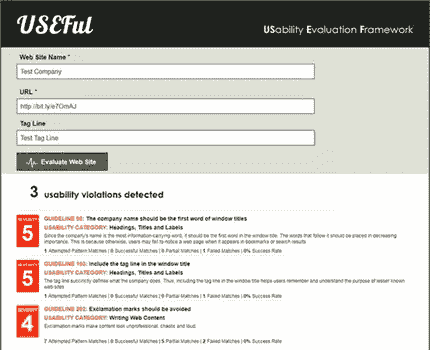 USEFul
USability Evaluation Framework
Web Site Name *
Test Company
URL *
http://bit.ly/e7OmAJ
Tag Line
Test Tag Line
Evaluate Web Site
3 usability violations detected
SEVERITY
5
GUIDELINE 98: The company name should be the first word of window titles
USABILITY CATEGORY: Headings, Titles and Labels
Since the company's name is the most information-carrying word, it should be the first word in the window title. The words that follow it should be placed in decreasing
importance. This is because otherwise, users may fail to notice a web page when it appears in bookmarks or search results
1 Attempted Pattern Matches | 0 Successful Matches | 0 Partial Matches | 1 Failed Matches | 0% Success Rate
SEVERITY
5
GUIDELINE Include the tag line in the window title
USABILITY CATEGORY: Headings, Titles and Labels
The tag line succinctly defines what the company does. Thus, including the tag line in the window title helps users remember and understand the purpose of lesser known
web sites
1 Attempted Pattern Matches | 0 Successful Matches | 0 Partial Matches | 1 Failed Matches | 0% Success Rate
SEVERITY
4
GUIDELINE Exclamation marks should be avoided
USABILITY CATEGORY: Writing Web Content
Exclamation marks make content look unprofessional, chaotic and loud.
7 Attempted Pattern Matches | 0 Successful Matches | 5 Partial Matches | 2 Failed Matches | 0% Success Rate